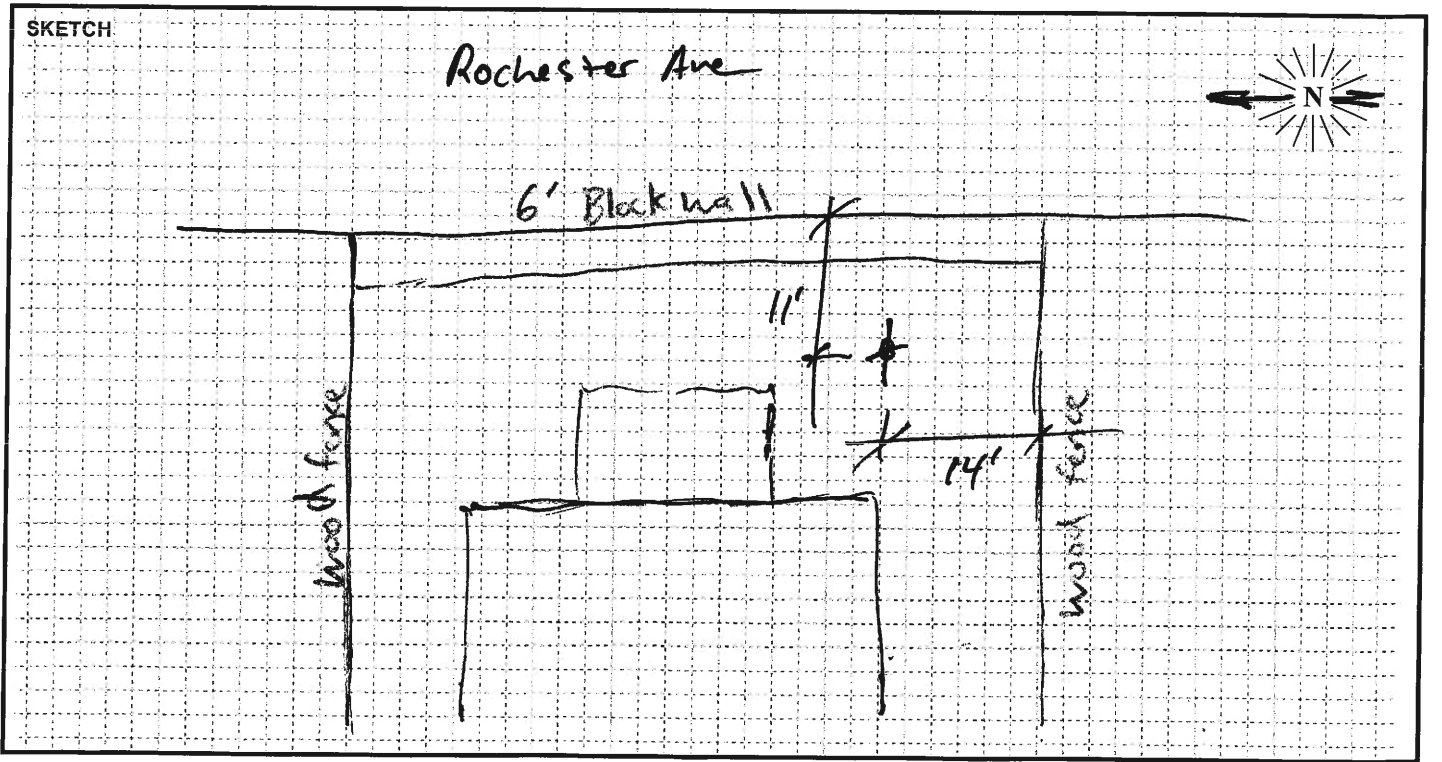 SKETCH
Rochester Ave
N
6' Block wall
11'
14'
wood fence
wood fence